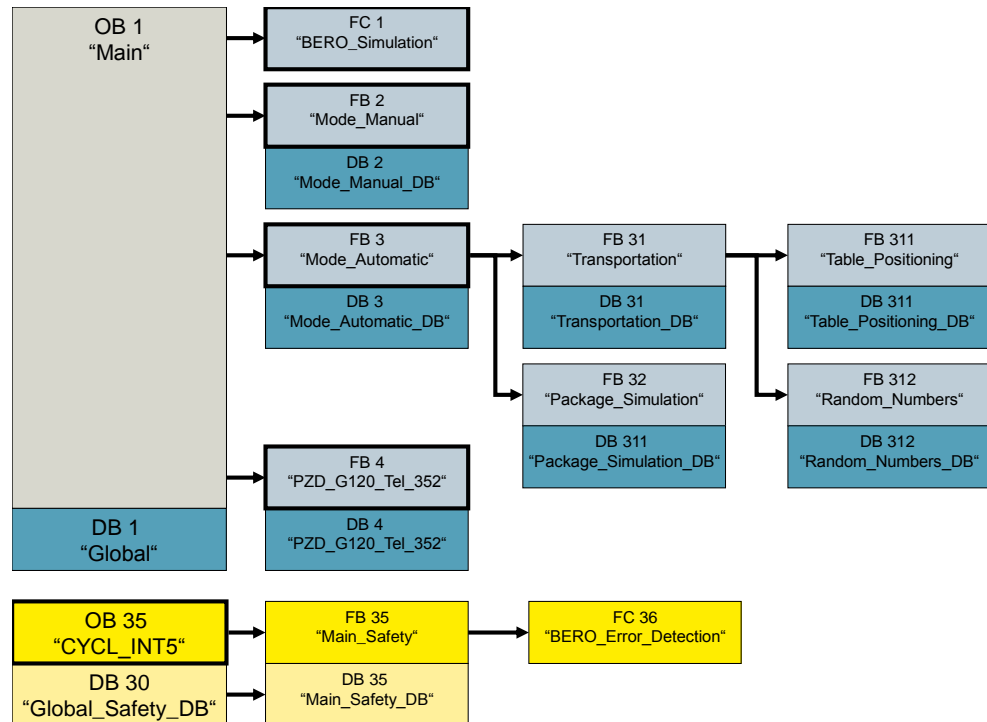 OB 1
“Main“
FC 1
“BERO_Simulation“
FB 2
“Mode_Manual“
DB 2
“Mode_Manual_DB“
FB 3
“Mode_Automatic“
DB 3
“Mode_Automatic_DB“
FB 31
“Transportation“
DB 31
“Transportation_DB“
FB 311
“Table_Positioning“
DB 311
“Table_Positioning_DB“
FB 32
“Package_Simulation“
DB 311
“Package_Simulation_DB“
FB 312
“Random_Numbers“
DB 312
“Random_Numbers_DB“
FB 4
“PZD_G120_Tel_352“
DB 4
“PZD_G120_Tel_352“
DB 1
“Global“
OB 35
“CYCL_INT5“
FB 35
“Main_Safety“
FC 36
“BERO_Error_Detection“
DB 30
“Global_Safety_DB“
DB 35
“Main_Safety_DB“